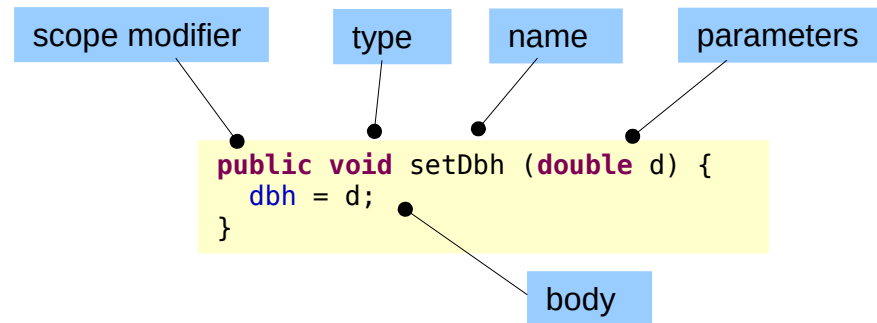 scope modifier
type
name
parameters
public void setDbh (double d) {
dbh = d;
}
body